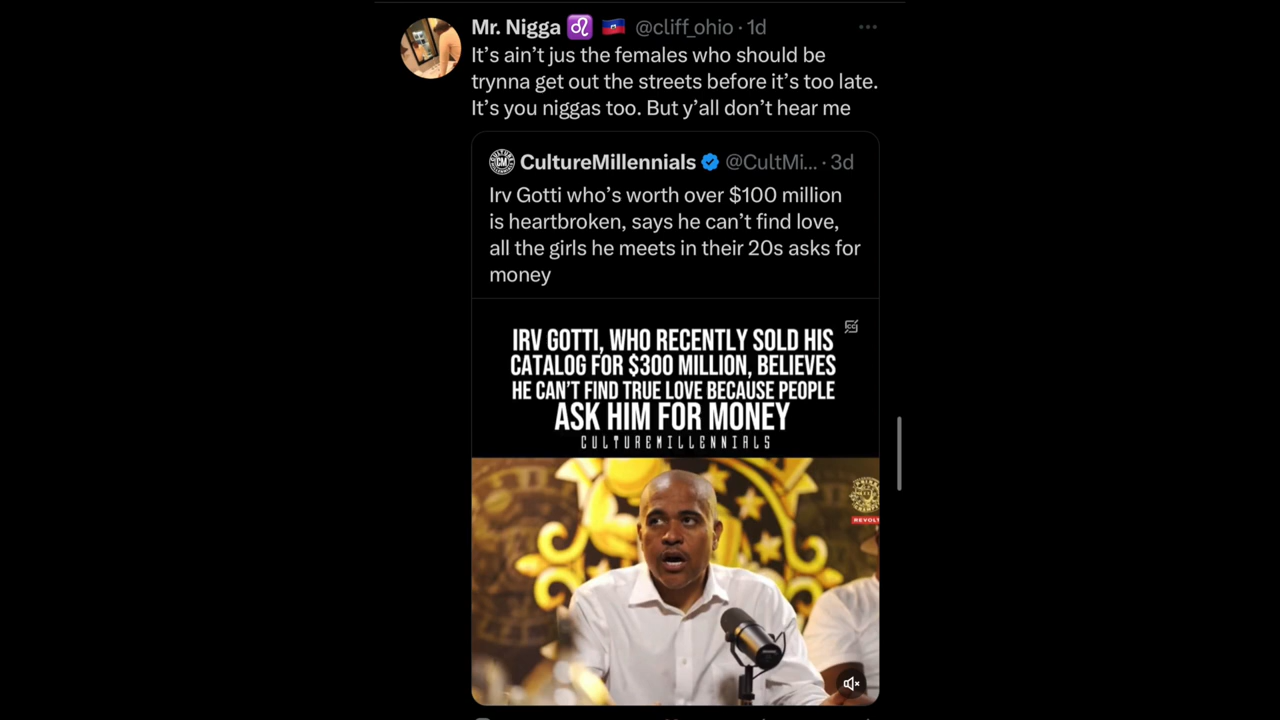 Mr. Nigga ♌ 🇭🇹 @cliff_ohio · 1d
It’s ain’t jus the females who should be
trynna get out the streets before it’s too late.
It’s you niggas too. But y’all don’t hear me
CultureMillennials @CultMi... · 3d
Irv Gotti who’s worth over $100 million
is heartbroken, says he can’t find love,
all the girls he meets in their 20s asks for
money
IRV GOTTI, WHO RECENTLY SOLD HIS
CATALOG FOR $300 MILLION, BELIEVES
HE CAN’T FIND TRUE LOVE BECAUSE PEOPLE
ASK HIM FOR MONEY
CULTUREMILLENNIALS
REVOLT